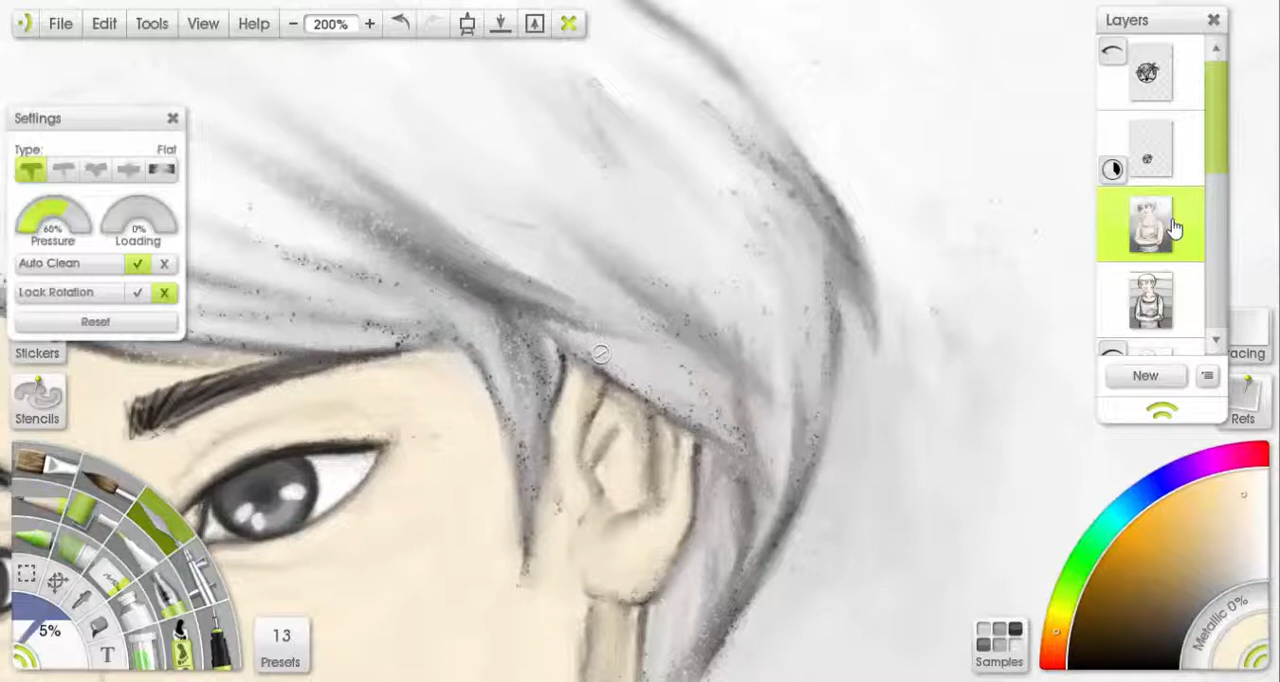 File Edit Tools View Help − 200% +
Layers
Settings
Type: Flat
60% 0%
Pressure Loading
Auto Clean
Lock Rotation
Reset
Stickers
Stencils
New
acing
Refs
5%
T
13
Presets
Samples
Metallic 0%